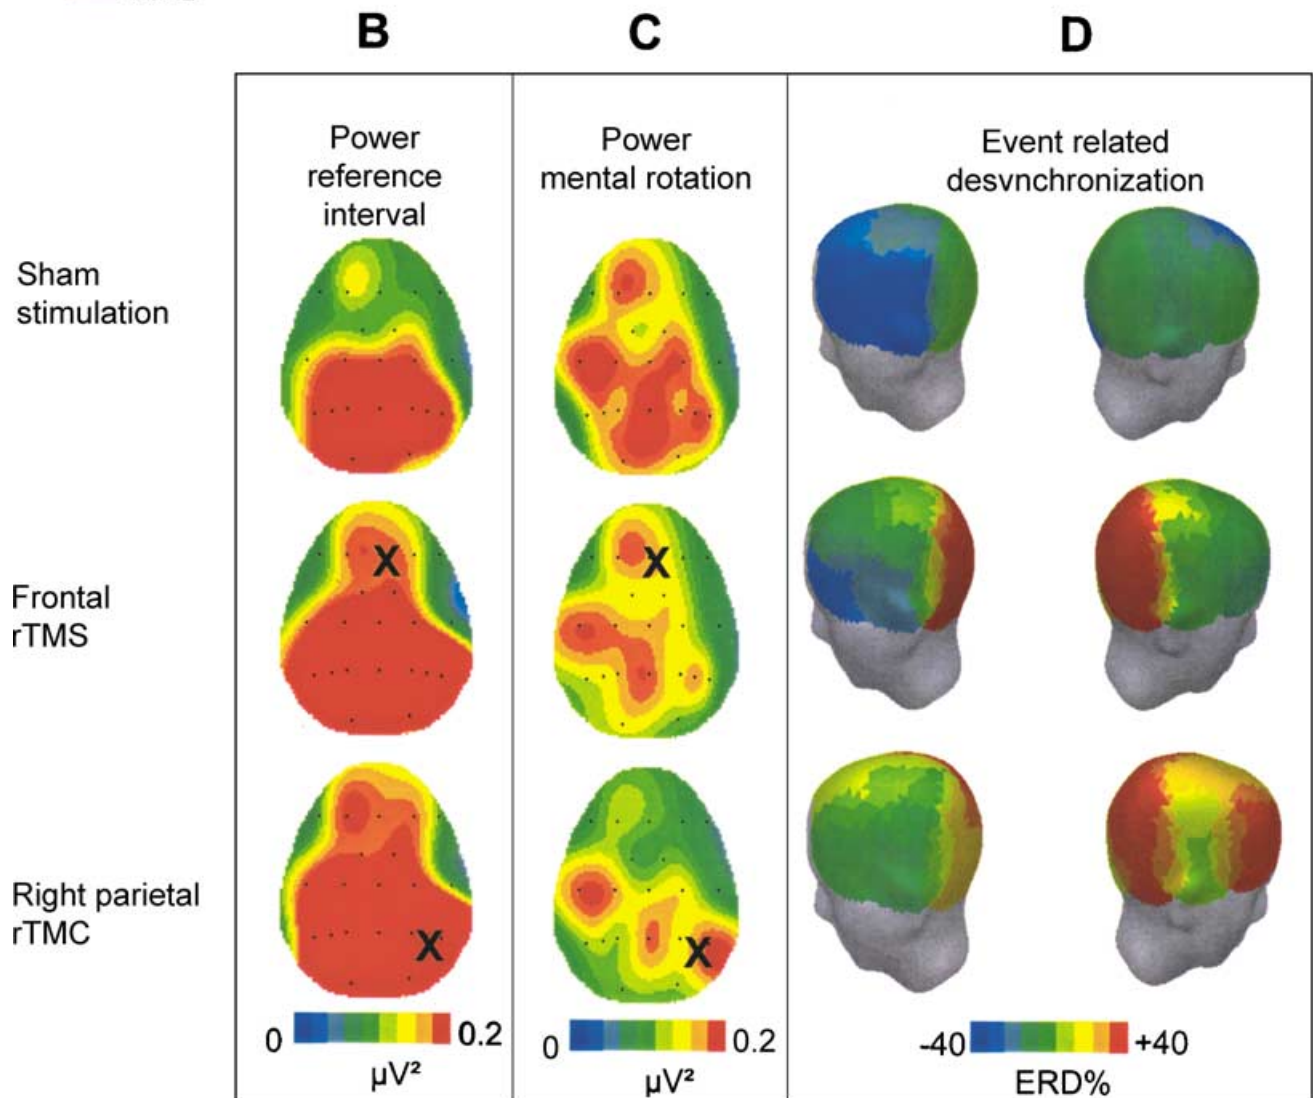 B C D
Power
reference
interval
Power
mental rotation
Event related
desvnchronization
Sham
stimulation
X
X
Frontal
rTMS
Right parietal
rTMC
X
X
0 0.2
µV²
0 0.2
µV²
-40 +40
ERD%